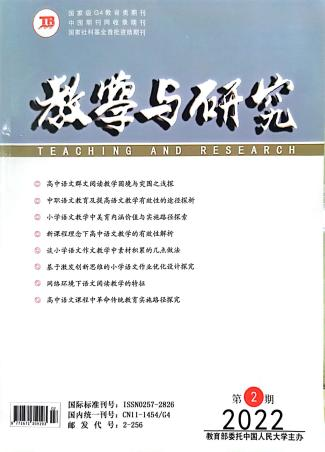 国家级G4教育类期刊
中国期刊网收录期刊
国家社科基金首批资助期刊
教学与研究
TEACHING AND RESEARCH
高中语文群文阅读教学困境与突围之浅探
中职语文教育及提高语文教学有效性的途径探析
小学语文教学中美育内涵价值与实施路径探索
新课程理念下高中语文教学的有效性解析
谈小学语文作文教学中素材积累的几点做法
基于激发创新思维的小学语文作业优化设计探究
网络环境下语文阅读教学的特征
高中语文课程中革命传统教育实施路径探究
国际标准刊号：ISSN0257-2826
国内统一刊号：CN11-1454/G4
邮发代号：2-256
第2期
2022
教育部委托中国人民大学主办